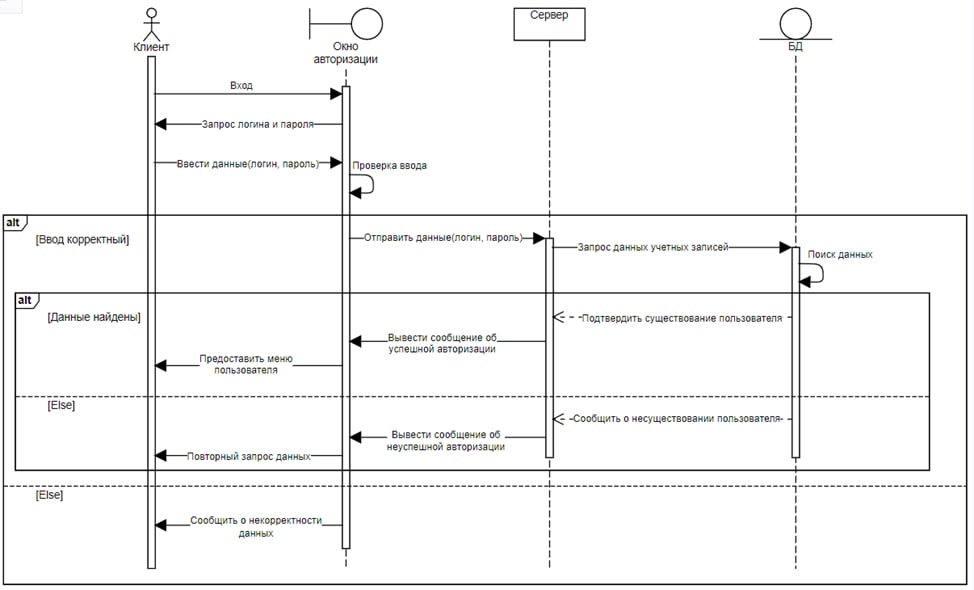 Клиент
Окно
авторизации
Сервер
БД
Вход
Запрос логина и пароля
Ввести данные(логин, пароль)
Проверка ввода
alt
[Ввод корректный]
Отправить данные(логин, пароль)
Запрос данных учетных записей
Поиск данных
alt
[Данные найдены]
Подтвердить существование пользователя
Вывести сообщение об
успешной авторизации
Предоставить меню
пользователя
[Else]
Сообщить о несуществовании пользователя
Вывести сообщение об
неуспешной авторизации
Повторный запрос данных
[Else]
Сообщить о некорректности
данных